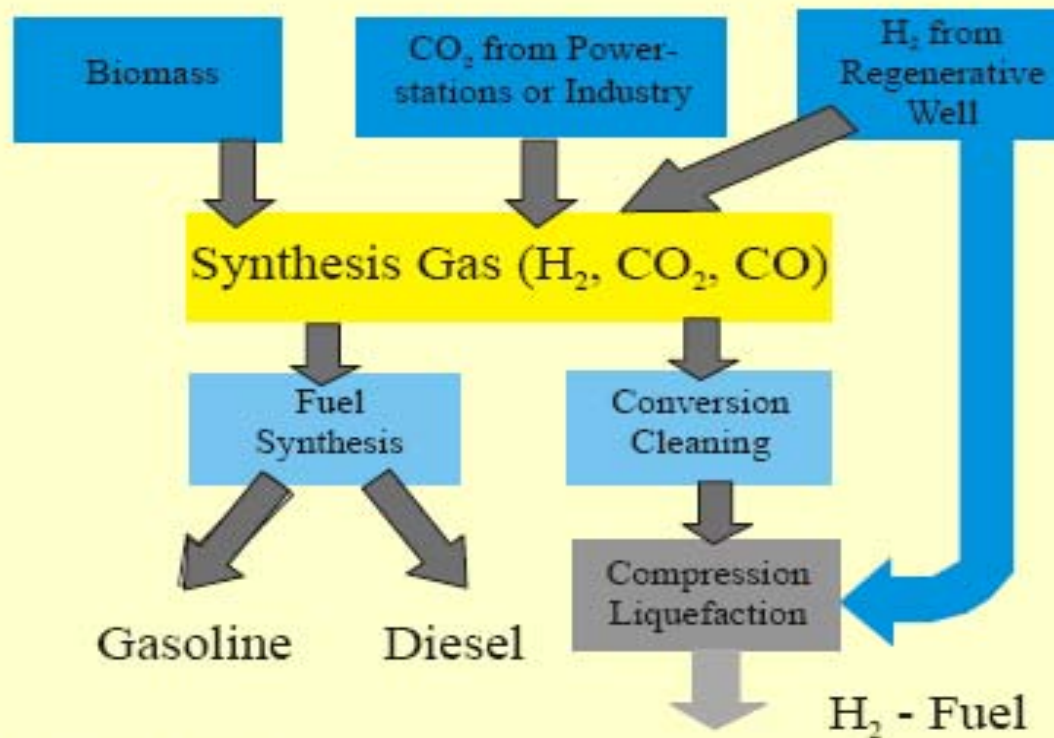 Biomass
CO₂ from Power-
stations or Industry
H₂ from
Regenerative
Well
Synthesis Gas (H₂, CO₂, CO)
Fuel
Synthesis
Conversion
Cleaning
Compression
Liquefaction
Gasoline
Diesel
H₂ - Fuel